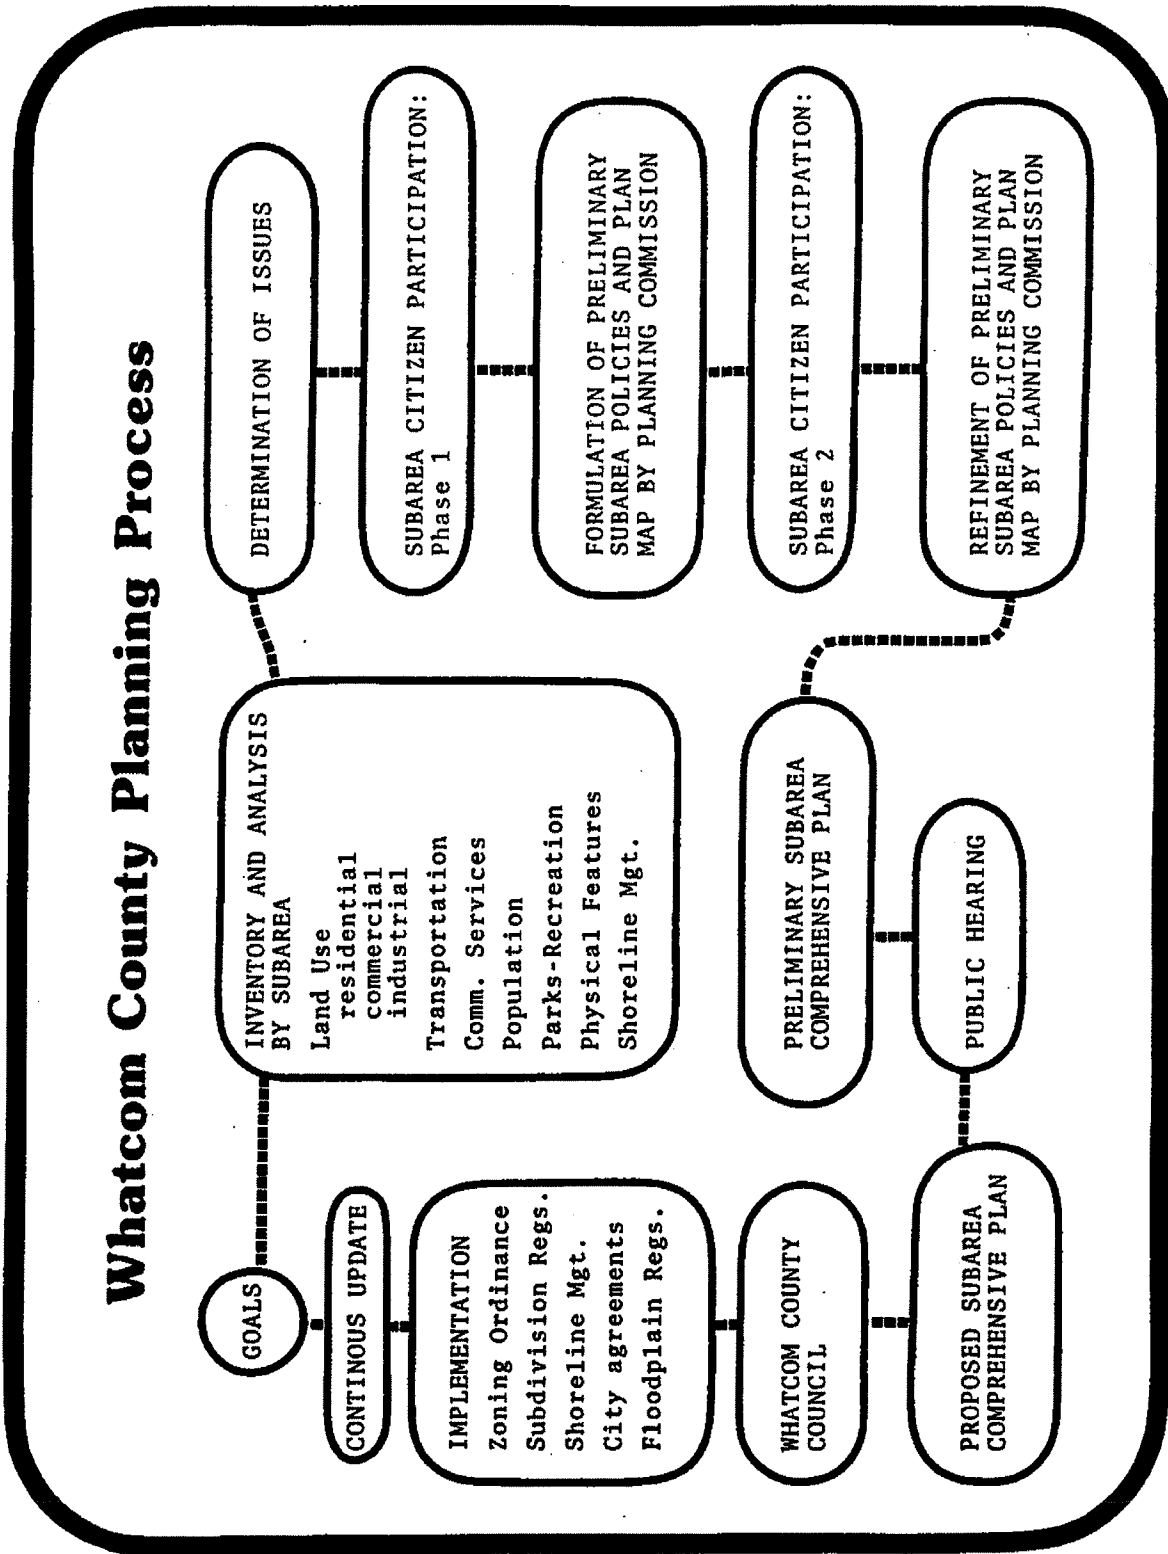 Whatcom County Planning Process
GOALS
INVENTORY AND ANALYSIS
BY SUBAREA
Land Use
residential
commercial
industrial
Transportation
Comm. Services
Population
Parks-Recreation
Physical Features
Shoreline Mgt.
DETERMINATION OF ISSUES
SUBAREA CITIZEN PARTICIPATION:
Phase 1
FORMULATION OF PRELIMINARY
SUBAREA POLICIES AND PLAN
MAP BY PLANNING COMMISSION
SUBAREA CITIZEN PARTICIPATION:
Phase 2
REFINEMENT OF PRELIMINARY
SUBAREA POLICIES AND PLAN
MAP BY PLANNING COMMISSION
PRELIMINARY SUBAREA
COMPREHENSIVE PLAN
PUBLIC HEARING
PROPOSED SUBAREA
COMPREHENSIVE PLAN
WHATCOM COUNTY
COUNCIL
IMPLEMENTATION
Zoning Ordinance
Subdivision Regs.
Shoreline Mgt.
City agreements
Floodplain Regs.
CONTINOUS UPDATE